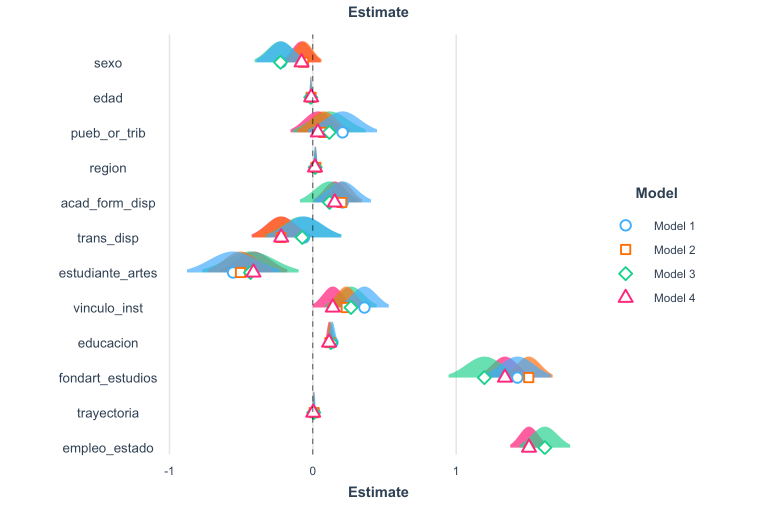 Estimate
sexo
edad
pueb_or_trib
region
acad_form_disp
trans_disp
estudiante_artes
vinculo_inst
educacion
fondart_estudios
trayectoria
empleo_estado
-1
0
1
Estimate
Model
Model 1
Model 2
Model 3
Model 4